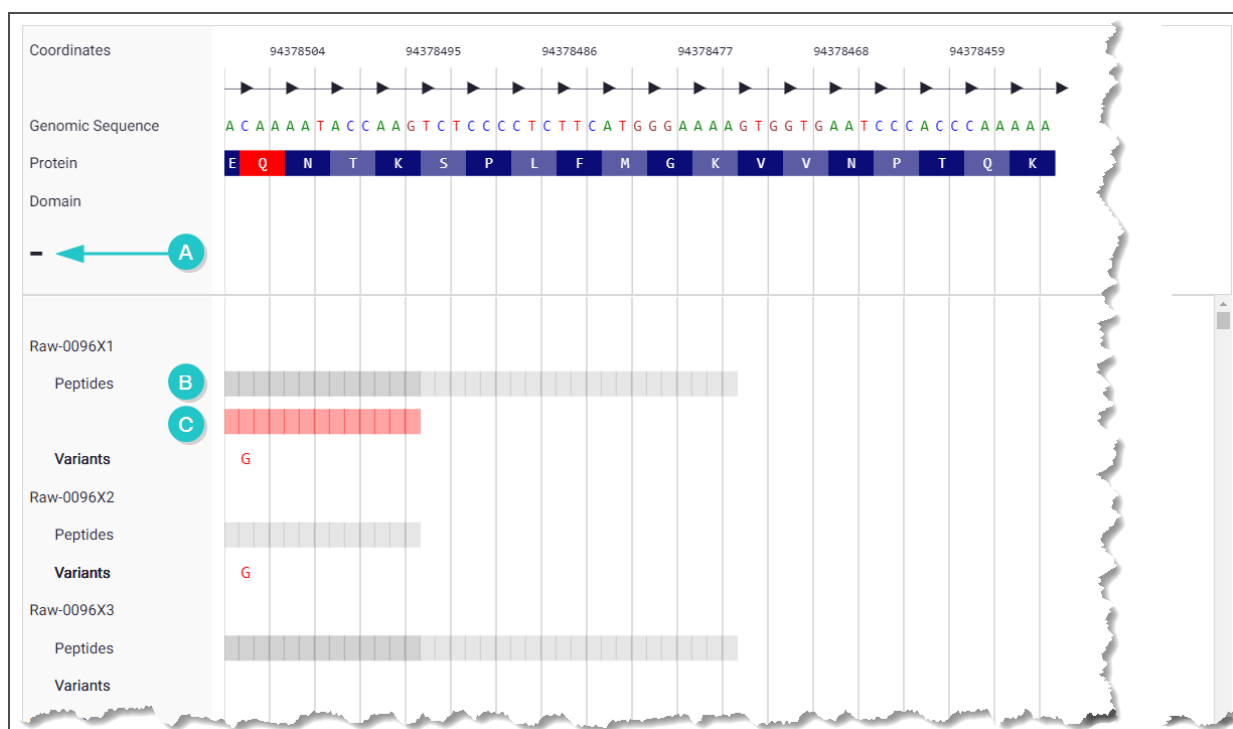 Coordinates 94378504 94378495 94378486 94378477 94378468 94378459
Genomic Sequence A C A A A A T A C C A A G T C T C C C C T C T T C A T G G G A A A A G T G G T G A A T C C C A C C C A A A A A
Protein E Q N T K S P L F M G K V V N P T Q K
Domain
A
Raw-0096X1
Peptides B
C
Variants G
Raw-0096X2
Peptides
Variants G
Raw-0096X3
Peptides
Variants